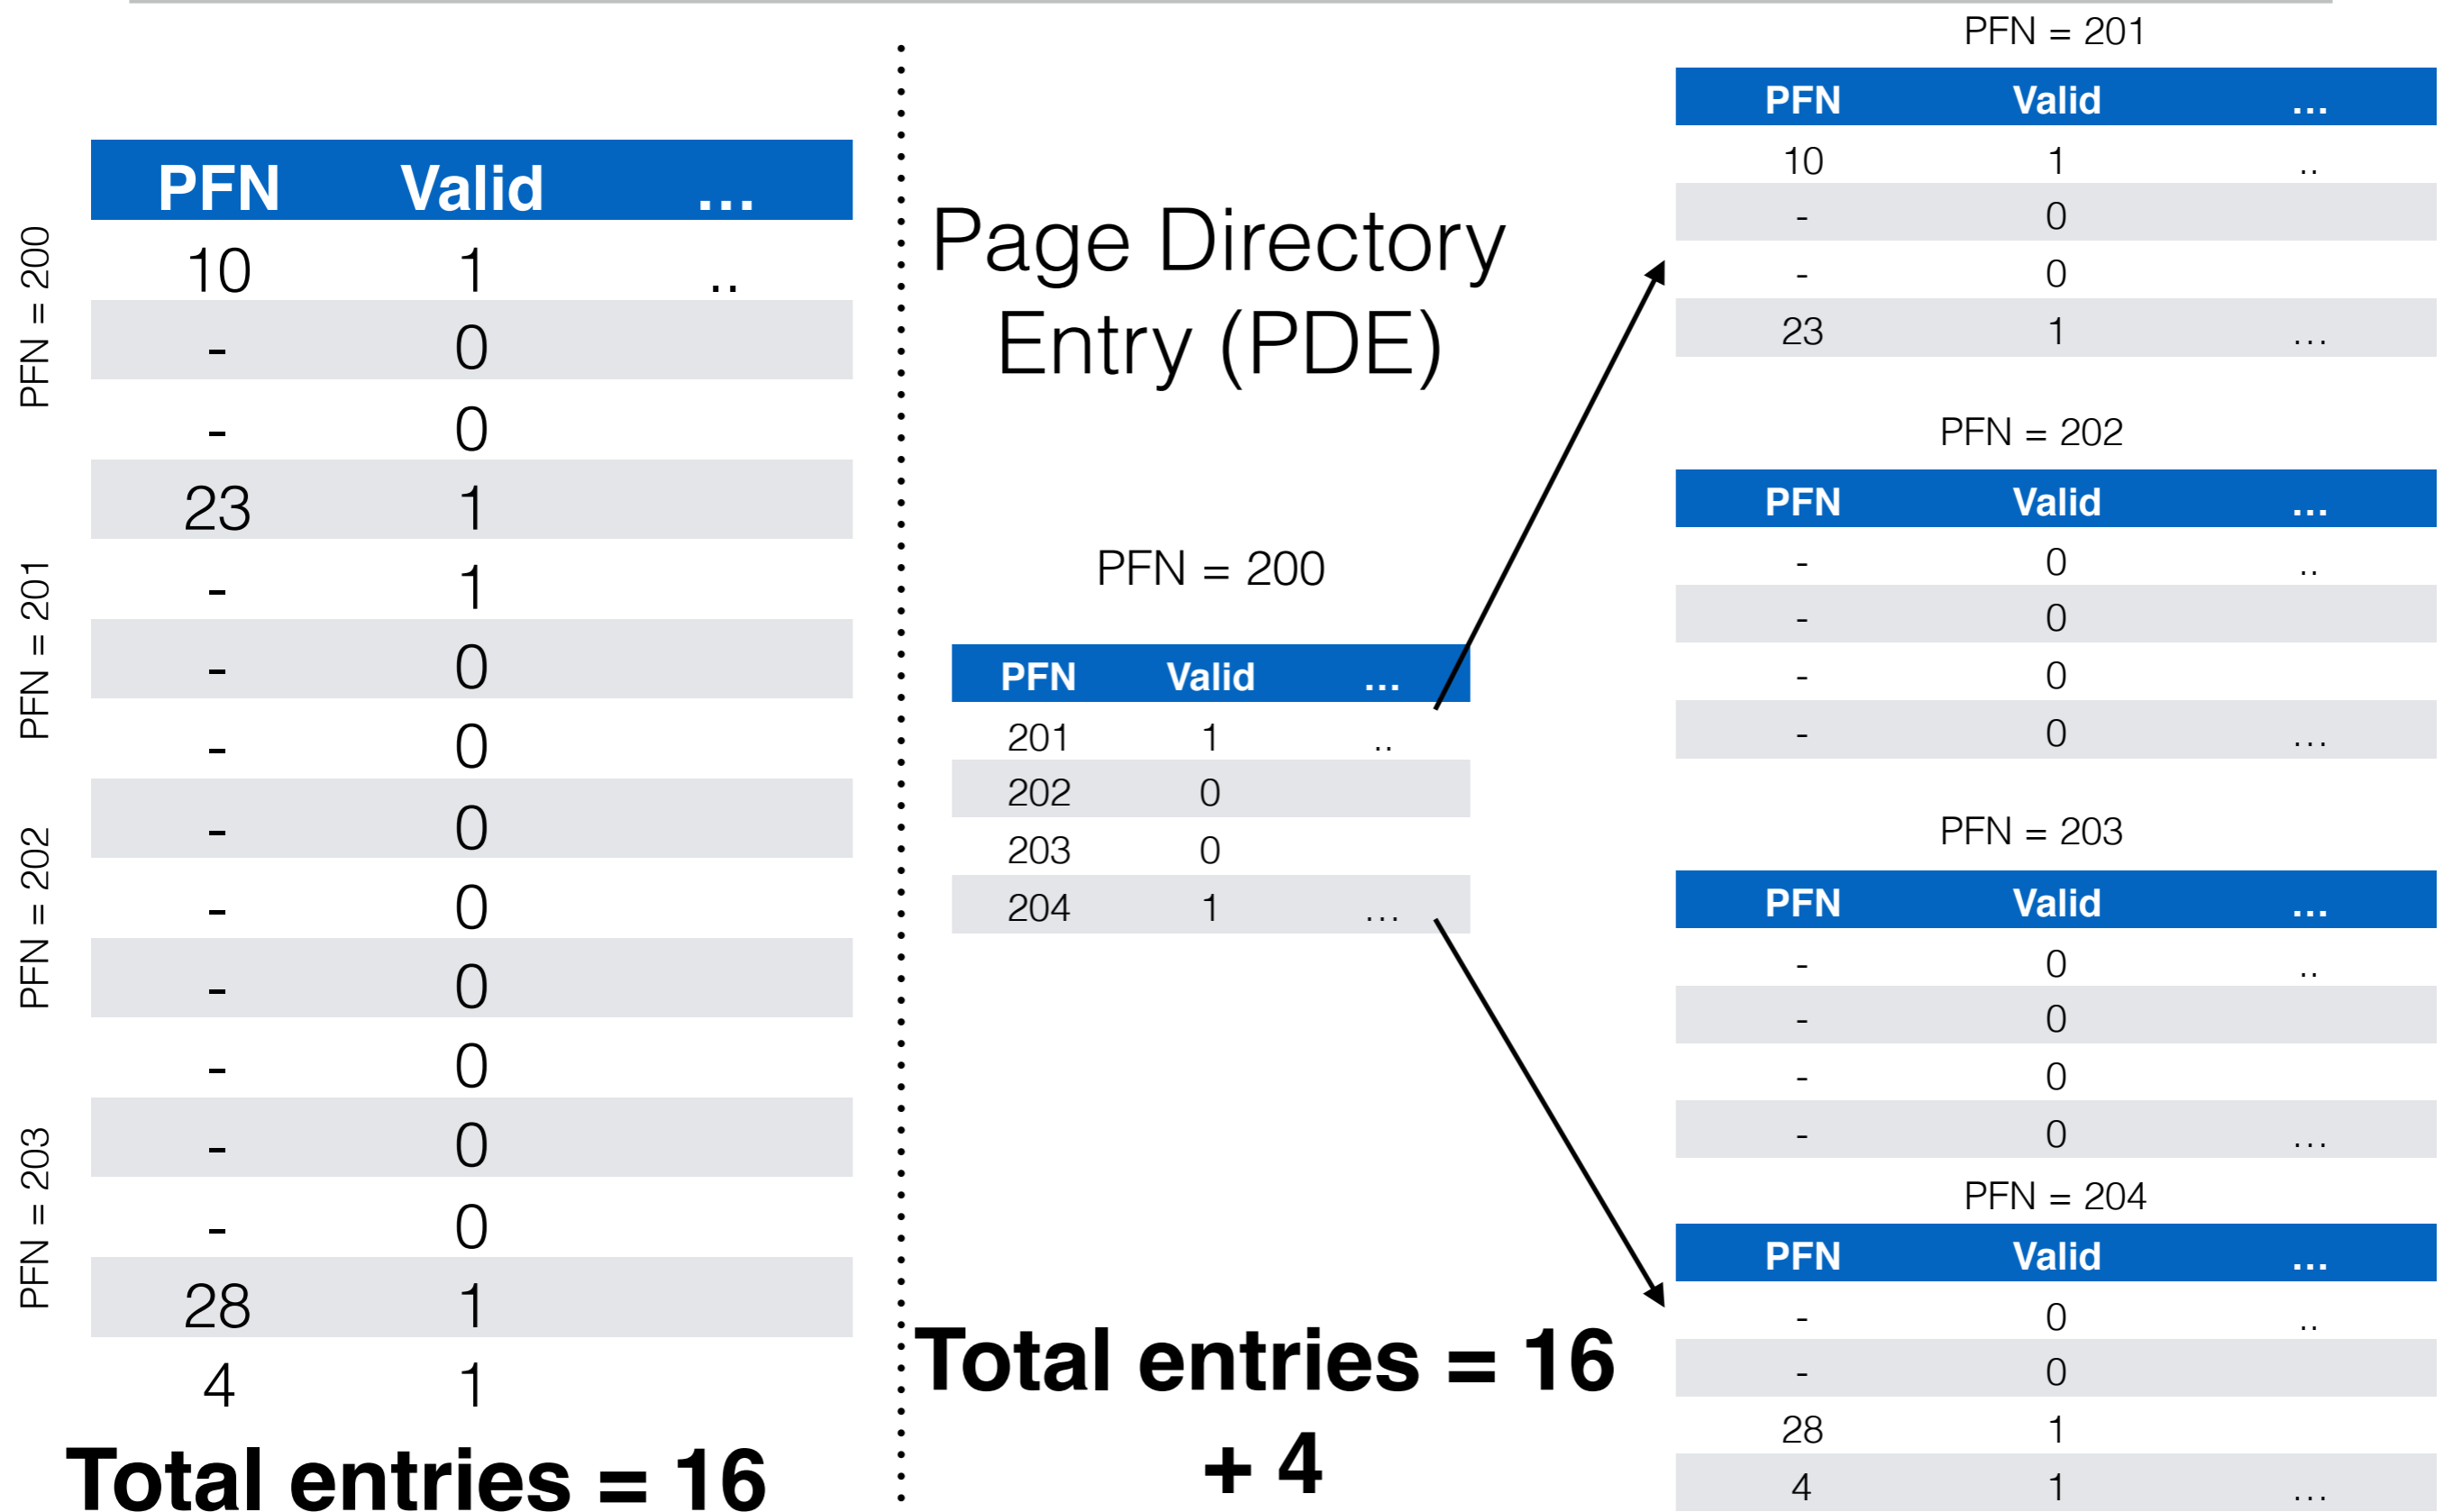 PFN = 200
PFN = 201
PFN = 202
PFN = 203
PFN Valid ...
10 1 ..
- 0
- 0
23 1
- 1
- 0
- 0
- 0
- 0
- 0
- 0
- 0
- 0
28 1
4 1
Total entries = 16
Page Directory
Entry (PDE)
PFN = 200
PFN Valid ...
201 1 ..
202 0
203 0
204 1 ...
Total entries = 16
+ 4
PFN = 201
PFN Valid ...
10 1 ..
- 0
- 0
23 1 ...
PFN = 202
PFN Valid ...
- 0 ..
- 0
- 0
- 0 ...
PFN = 203
PFN Valid ...
- 0 ..
- 0
- 0
- 0 ...
PFN = 204
PFN Valid ...
- 0 ..
- 0
28 1
4 1 ...